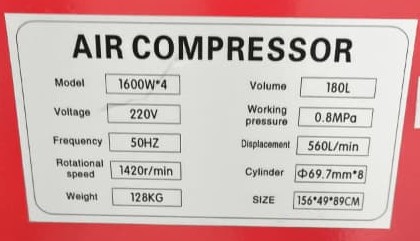 AIR COMPRESSOR
Model 1600W*4 Volume 180L
Voltage 220V Working pressure 0.8MPa
Frequency 50HZ Displacement 560L/min
Rotational speed 1420r/min Cylinder Φ69.7mm*8
Weight 128KG SIZE 156*49*89CM